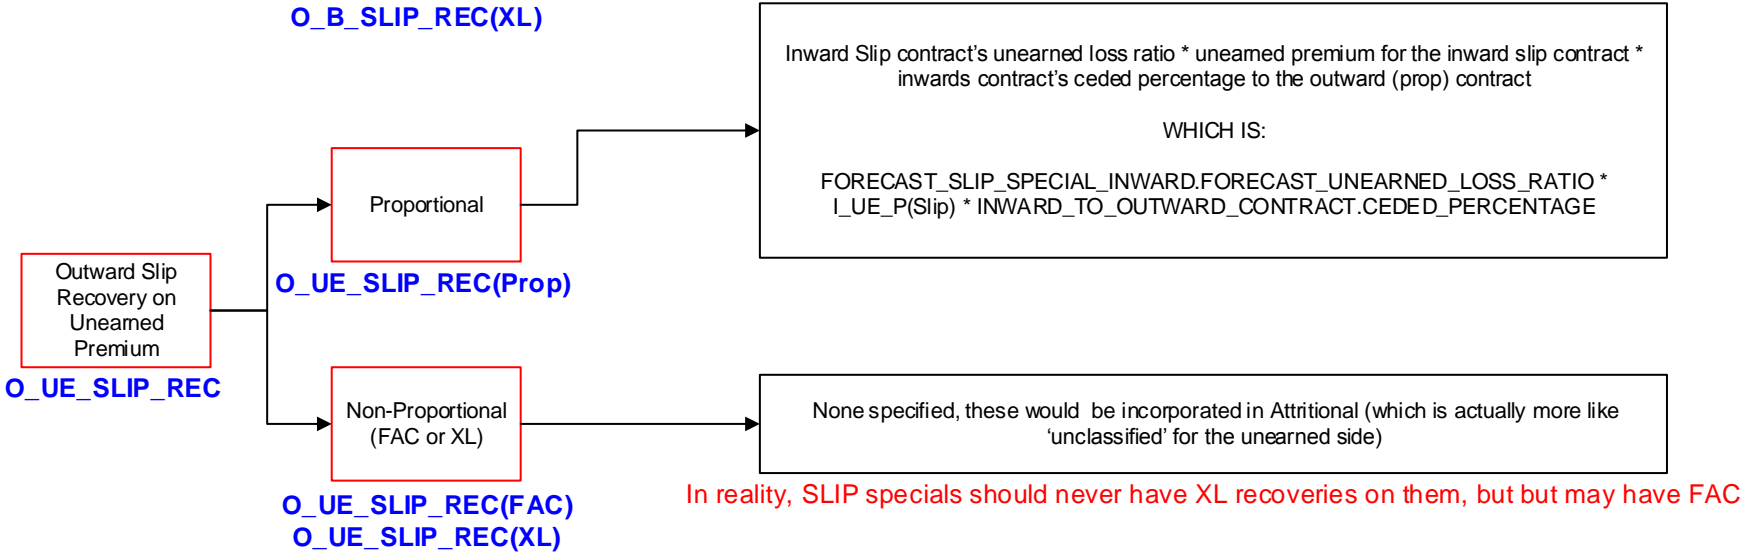 O_B_SLIP_REC(XL)
Inward Slip contract's unearned loss ratio * unearned premium for the inward slip contract *
inwards contract's ceded percentage to the outward (prop) contract
WHICH IS:
FORECAST_SLIP_SPECIAL_INWARD.FORECAST_UNEARNED_LOSS_RATIO *
I_UE_P(Slip) * INWARD_TO_OUTWARD_CONTRACT.CEDED_PERCENTAGE
Proportional
O_UE_SLIP_REC(Prop)
Outward Slip
Recovery on
Unearned
Premium
O_UE_SLIP_REC
Non-Proportional
(FAC or XL)
O_UE_SLIP_REC(FAC)
O_UE_SLIP_REC(XL)
None specified, these would be incorporated in Attritional (which is actually more like
'unclassified' for the unearned side)
In reality, SLIP specials should never have XL recoveries on them, but but may have FAC